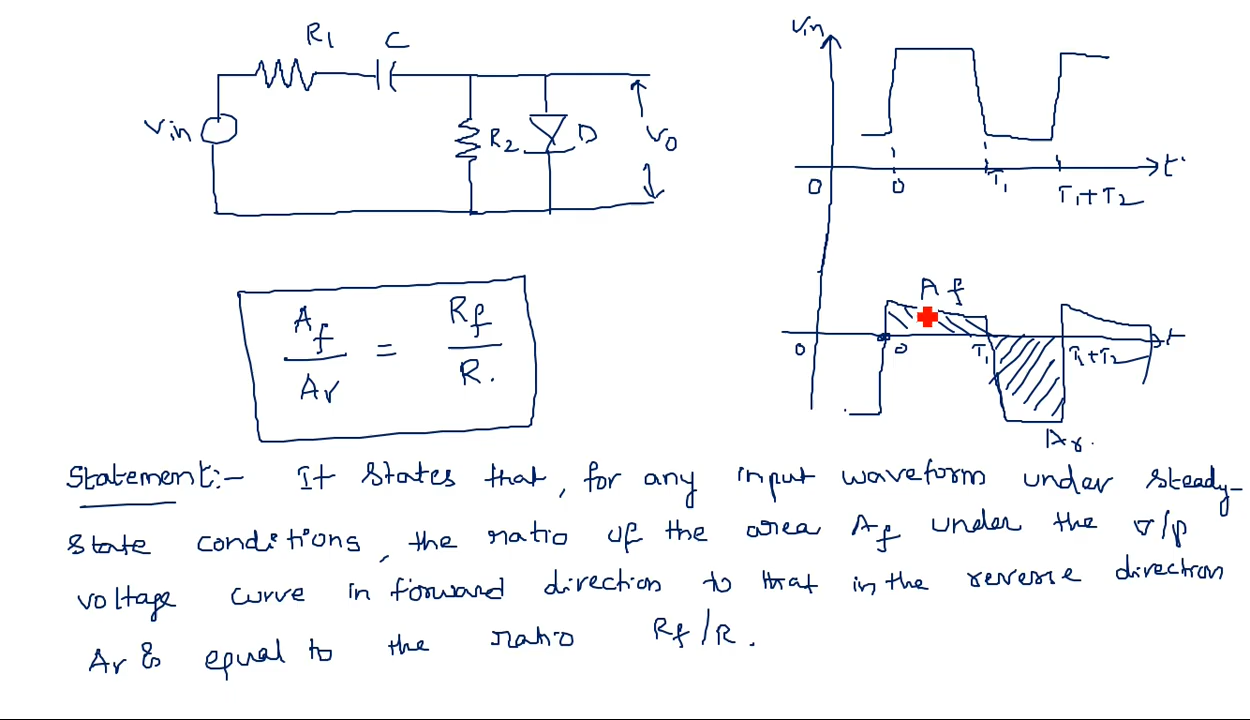 R1 C
Vin
R2 D V0
Vin
0 0 T1 T1+T2 t
Af
0 0 T1 T1+T2 t
Ar.
Af / Ar = Rf / R.
Statement:- It states that, for any input waveform under steady-
state conditions, the ratio of the area Af under the o/p
voltage curve in forward direction to that in the reverse direction
Ar is equal to the ratio Rf/R.